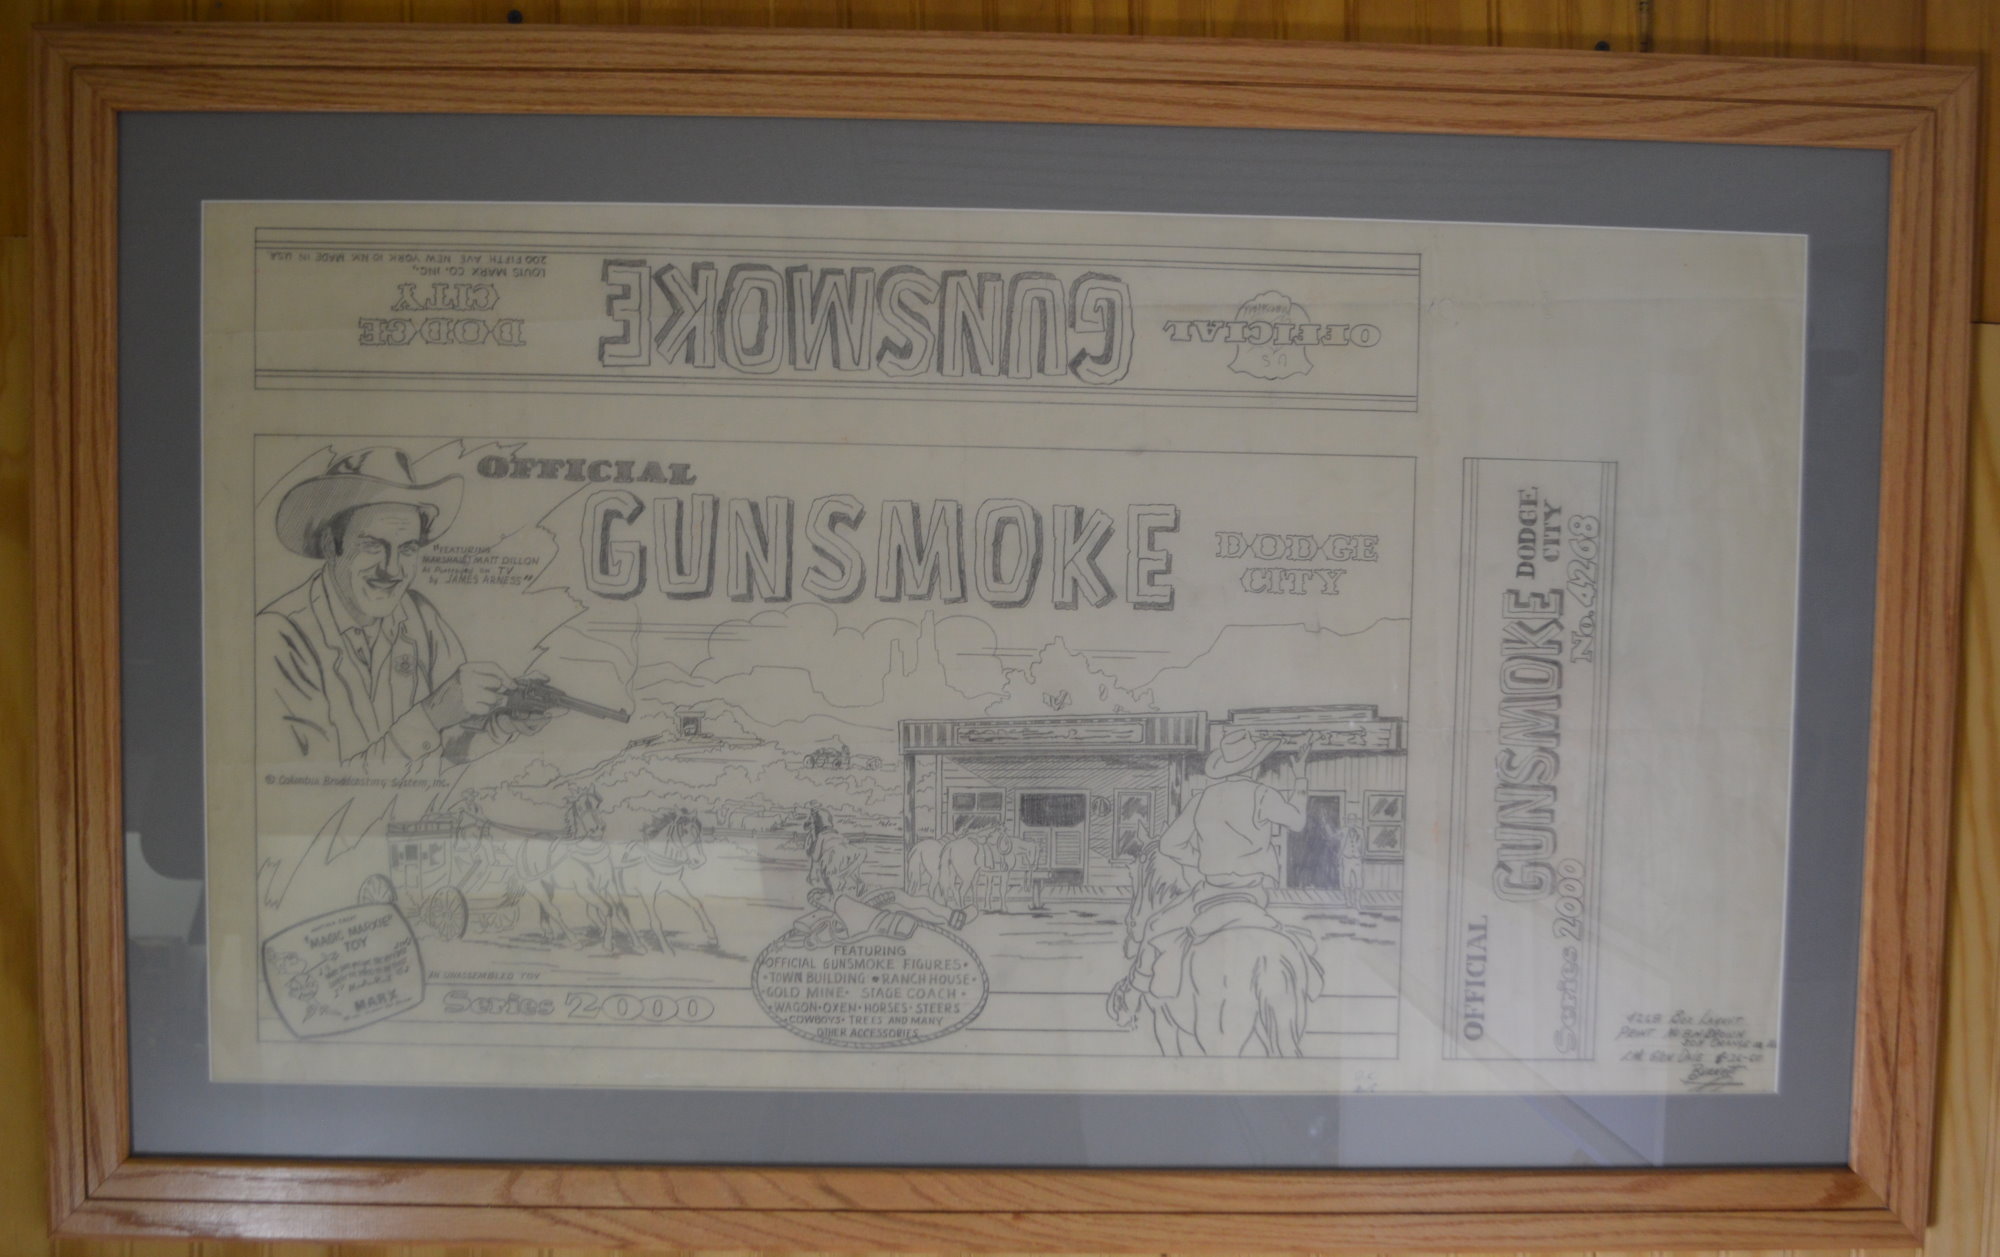 LOUIS MARX CO. INC.,
200 FIFTH AVE NEW YORK 10 N.Y. MADE IN USA
DODGE
CITY
GUNSMOKE
OFFICIAL
U S
OFFICIAL
GUNSMOKE
DODGE
CITY
"FEATURING
MARSHALL MATT DILLON
As Portrayed on TV
by JAMES ARNESS"
© Columbia Broadcasting System, Inc.
"MAGIC MARXIE"
TOY
MARX
AN UNASSEMBLED TOY
Series 2000
FEATURING
OFFICIAL GUNSMOKE FIGURES •
• TOWN BUILDING • RANCH HOUSE •
• GOLD MINE • STAGE COACH •
• WAGON • OXEN • HORSES • STEERS
COWBOYS • TREES AND MANY
OTHER ACCESSORIES
OFFICIAL
GUNSMOKE
DODGE
CITY
Series 2000
No. 4268
4268 Box Layout